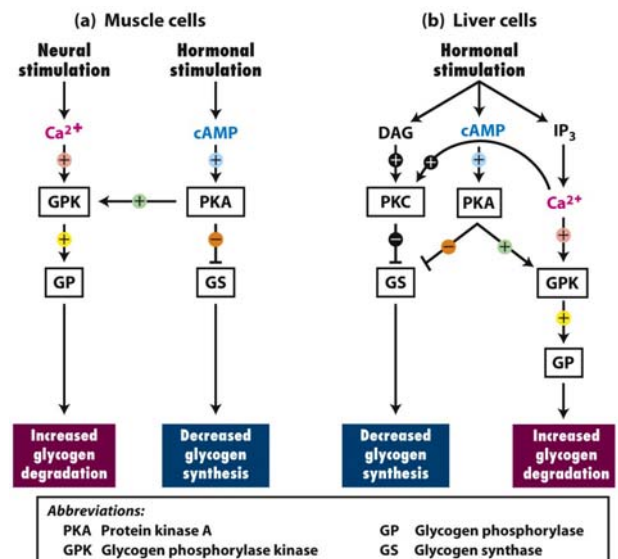 (a) Muscle cells
Neural
stimulation
Hormonal
stimulation
Ca²⁺
cAMP
+
+
GPK
+
PKA
+
−
GP
GS
Increased
glycogen
degradation
Decreased
glycogen
synthesis
(b) Liver cells
Hormonal
stimulation
DAG
cAMP
IP₃
+
+
+
PKC
PKA
Ca²⁺
−
−
+
+
GS
GPK
+
GP
Decreased
glycogen
synthesis
Increased
glycogen
degradation
Abbreviations:
PKA Protein kinase A
GP Glycogen phosphorylase
GPK Glycogen phosphorylase kinase
GS Glycogen synthase